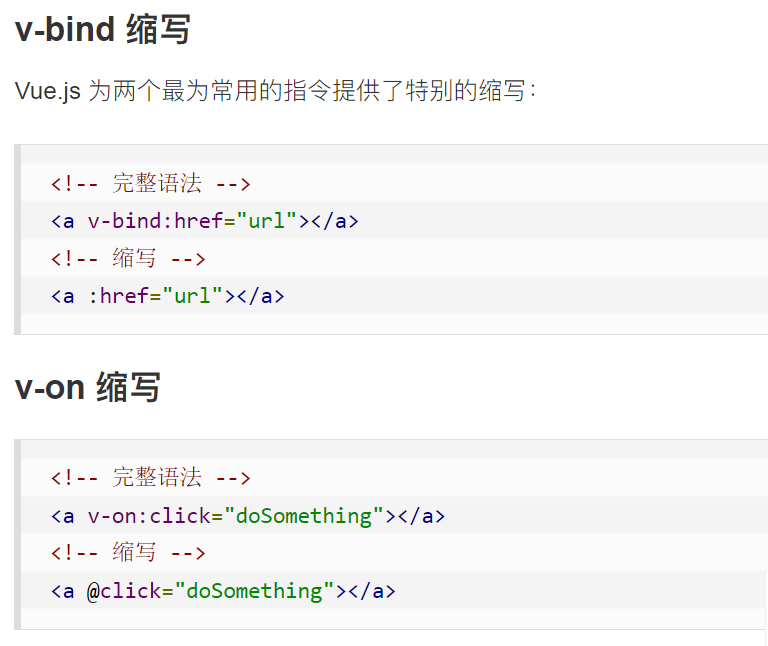 v-bind 缩写
Vue.js 为两个最为常用的指令提供了特别的缩写：
<!-- 完整语法 -->
<a v-bind:href="url"></a>
<!-- 缩写 -->
<a :href="url"></a>
v-on 缩写
<!-- 完整语法 -->
<a v-on:click="doSomething"></a>
<!-- 缩写 -->
<a @click="doSomething"></a>